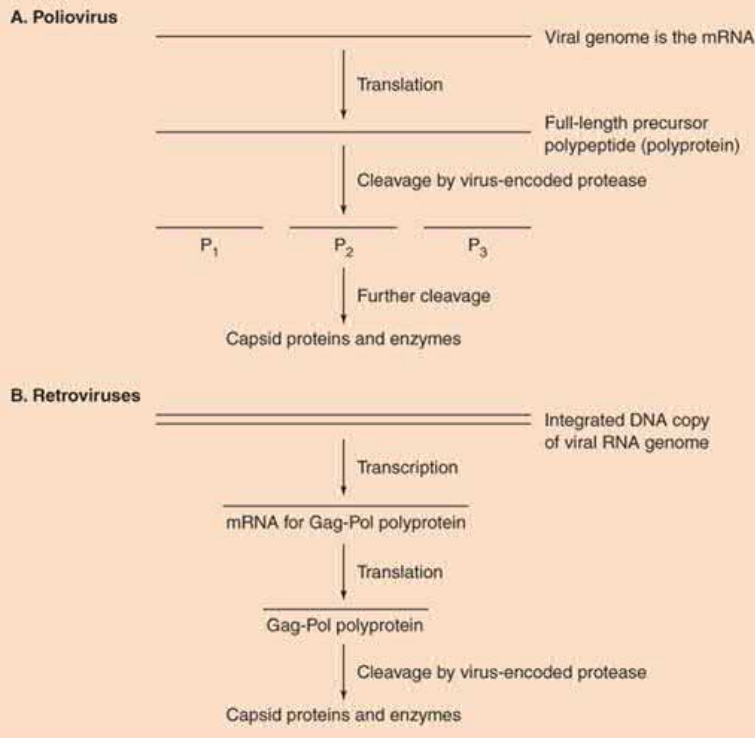 A. Poliovirus
Viral genome is the mRNA
Translation
Full-length precursor
polypeptide (polyprotein)
Cleavage by virus-encoded protease
P₁ P₂ P₃
Further cleavage
Capsid proteins and enzymes
B. Retroviruses
Integrated DNA copy
of viral RNA genome
Transcription
mRNA for Gag-Pol polyprotein
Translation
Gag-Pol polyprotein
Cleavage by virus-encoded protease
Capsid proteins and enzymes